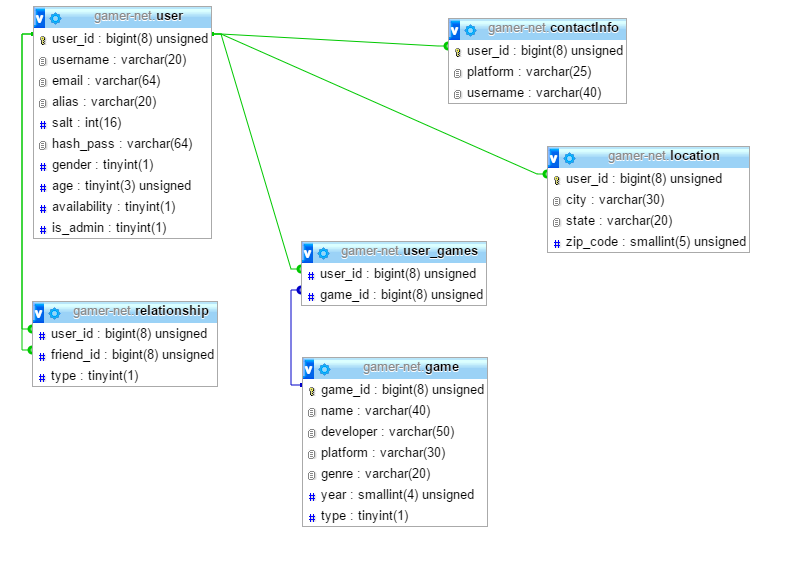 gamer-net.user
user_id : bigint(8) unsigned
username : varchar(20)
email : varchar(64)
alias : varchar(20)
# salt : int(16)
hash_pass : varchar(64)
# gender : tinyint(1)
# age : tinyint(3) unsigned
# availability : tinyint(1)
# is_admin : tinyint(1)
gamer-net.contactInfo
user_id : bigint(8) unsigned
platform : varchar(25)
username : varchar(40)
gamer-net.location
user_id : bigint(8) unsigned
city : varchar(30)
state : varchar(20)
# zip_code : smallint(5) unsigned
gamer-net.user_games
# user_id : bigint(8) unsigned
# game_id : bigint(8) unsigned
gamer-net.relationship
# user_id : bigint(8) unsigned
# friend_id : bigint(8) unsigned
# type : tinyint(1)
gamer-net.game
game_id : bigint(8) unsigned
name : varchar(40)
developer : varchar(50)
platform : varchar(30)
genre : varchar(20)
# year : smallint(4) unsigned
# type : tinyint(1)